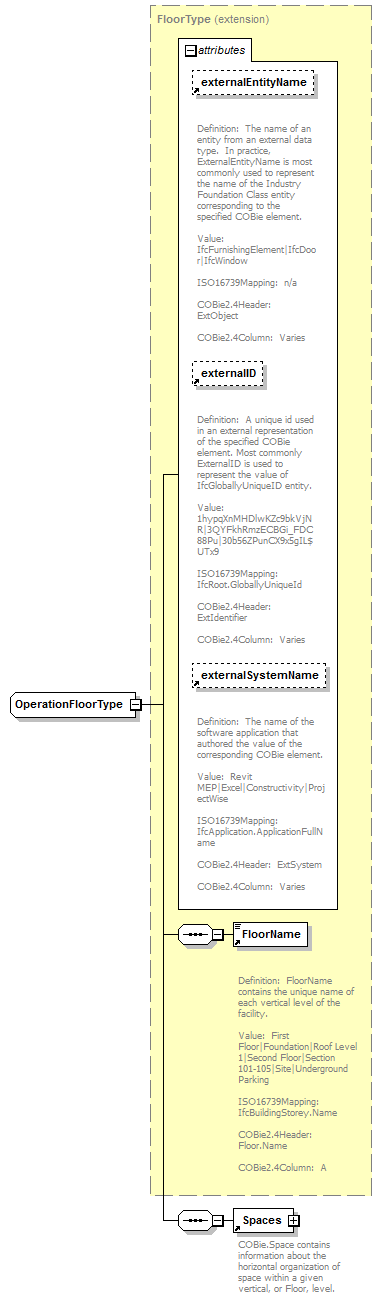 FloorType (extension)
attributes
externalEntityName
Definition:  The name of an
entity from an external data
type.  In practice,
ExternalEntityName is most
commonly used to represent
the name of the Industry
Foundation Class entity
corresponding to the
specified COBie element.
Value:
IfcFurnishingElement|IfcDoo
r|IfcWindow
ISO16739Mapping:  n/a
COBie2.4Header:
ExtObject
COBie2.4Column:  Varies
externalID
Definition:  A unique id used
in an external representation
of the specified COBie
element. Most commonly
ExternalID is used to
represent the value of
IfcGloballyUniqueID entity.
Value:
1hypqXnMHDlwKZc9bkVjN
R|3QYFkhRmzECBGi_FDC
88Pu|30b56ZPunCX9x5gIL$
UTx9
ISO16739Mapping:
IfcRoot.GloballyUniqueId
COBie2.4Header:
ExtIdentifier
COBie2.4Column:  Varies
externalSystemName
Definition:  The name of the
software application that
authored the value of the
corresponding COBie element.
Value:  Revit
MEP|Excel|Constructivity|Proj
ectWise
ISO16739Mapping:
IfcApplication.ApplicationFullN
ame
COBie2.4Header:  ExtSystem
COBie2.4Column:  Varies
OperationFloorType
FloorName
Definition:  FloorName
contains the unique name of
each vertical level of the
facility.
Value:  First
Floor|Foundation|Roof Level
1|Second Floor|Section
101-105|Site|Underground
Parking
ISO16739Mapping:
IfcBuildingStorey.Name
COBie2.4Header:
Floor.Name
COBie2.4Column:  A
Spaces
COBie.Space contains
information about the
horizontal organization of
space within a given
vertical, or Floor, level.